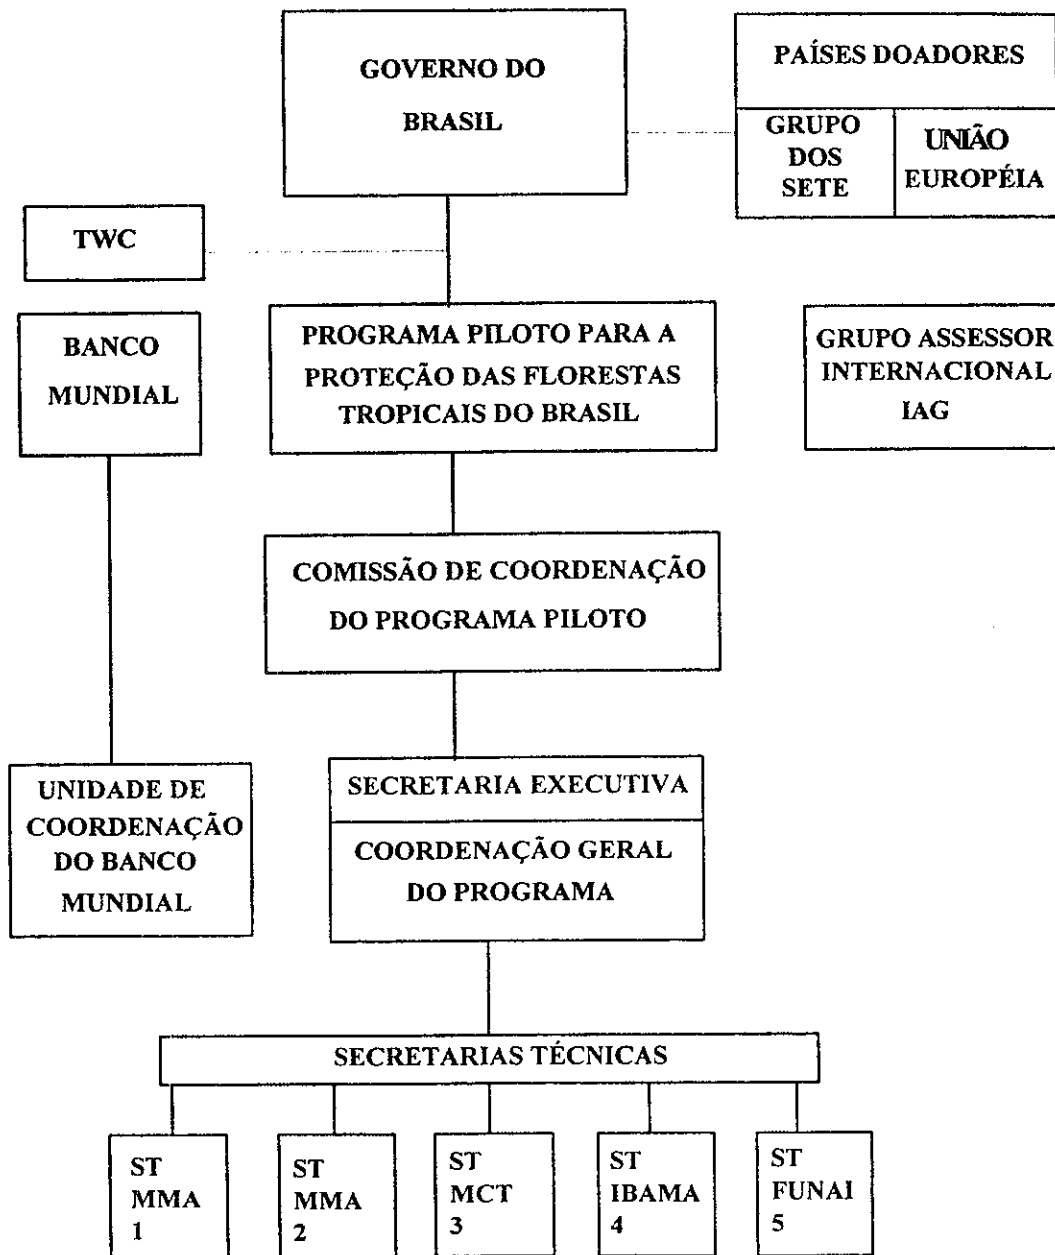 GOVERNO DO
BRASIL
PAÍSES DOADORES
GRUPO
DOS
SETE
UNIÃO
EUROPÉIA
TWC
BANCO
MUNDIAL
PROGRAMA PILOTO PARA A
PROTEÇÃO DAS FLORESTAS
TROPICAIS DO BRASIL
GRUPO ASSESSOR
INTERNACIONAL
IAG
COMISSÃO DE COORDENAÇÃO
DO PROGRAMA PILOTO
UNIDADE DE
COORDENAÇÃO
DO BANCO
MUNDIAL
SECRETARIA EXECUTIVA
COORDENAÇÃO GERAL
DO PROGRAMA
SECRETARIAS TÉCNICAS
ST
MMA
1
ST
MMA
2
ST
MCT
3
ST
IBAMA
4
ST
FUNAI
5